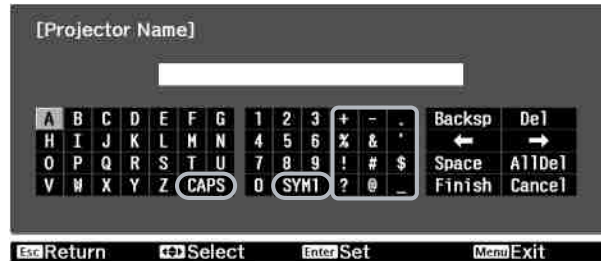 [Projector Name]
A B C D E F G 1 2 3 + - . Backsp Del
H I J K L M N 4 5 6 % & ' ← →
O P Q R S T U 7 8 9 ! # $ Space AllDel
V W X Y Z CAPS 0 SYM1 ? @ _ Finish Cancel
Esc Return Select Enter Set Menu Exit